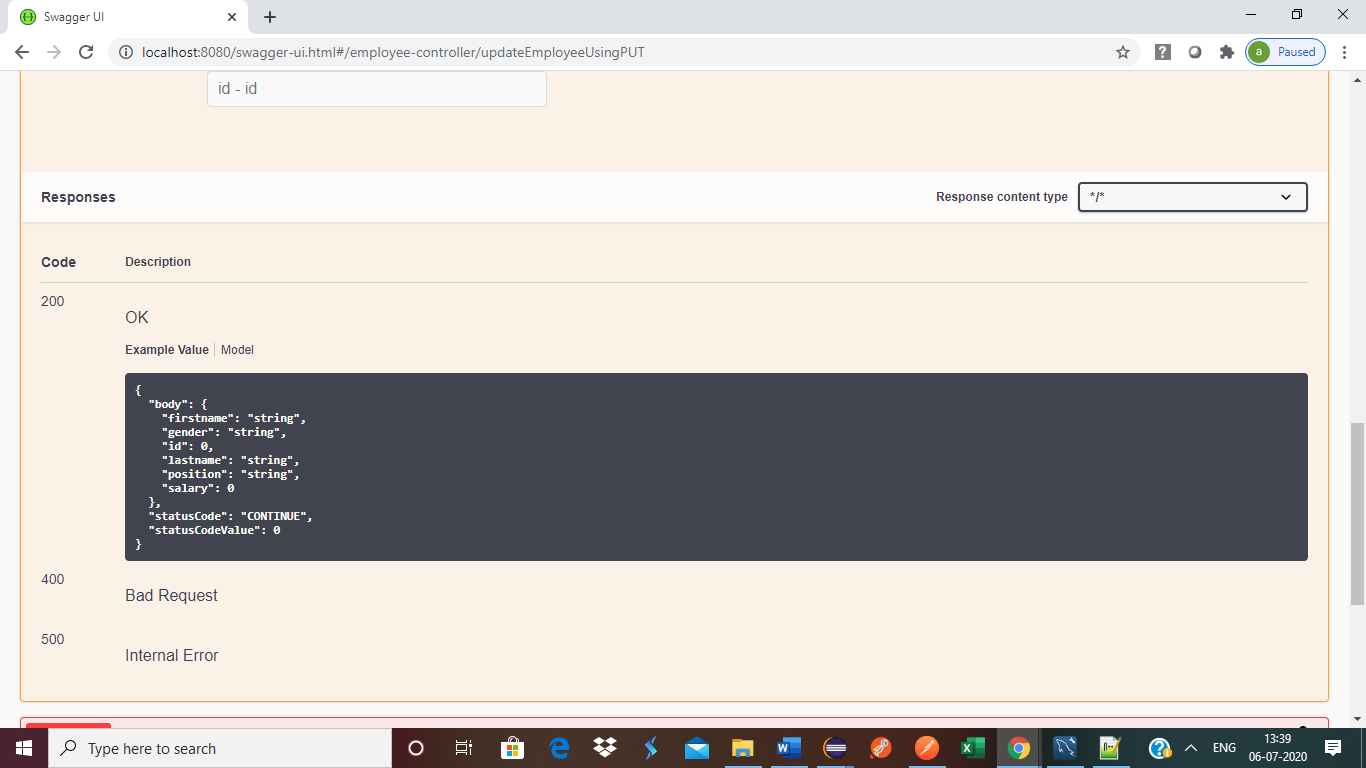 Swagger UI
localhost:8080/swagger-ui.html#/employee-controller/updateEmployeeUsingPUT
a Paused
id - id
Responses
Response content type */*
Code Description
200
OK
Example Value Model
{
"body": {
"firstname": "string",
"gender": "string",
"id": 0,
"lastname": "string",
"position": "string",
"salary": 0
},
"statusCode": "CONTINUE",
"statusCodeValue": 0
}
400
Bad Request
500
Internal Error
Type here to search
ENG
13:39
06-07-2020